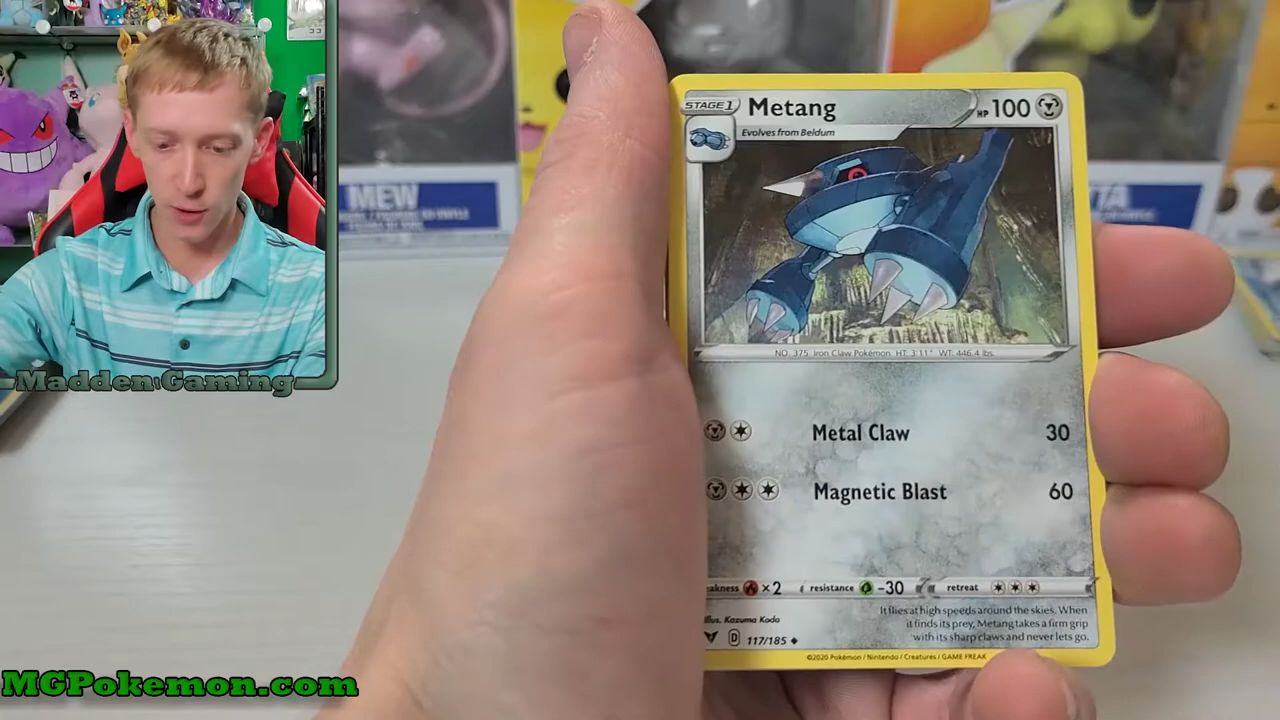 STAGE 1 Metang HP 100
Evolves from Beldum
MEW
NO. 375 Iron Claw Pokémon HT: 3'11" WT: 446.4 lbs.
Metal Claw 30
Magnetic Blast 60
Madden Gaming
×2 resistance -30 retreat
Illus. Kazuma Koda
D 117/185
It flies at high speeds around the skies. When
it finds its prey, Metang takes a firm grip
with its sharp claws and never lets go.
©2020 Pokémon / Nintendo / Creatures / GAME FREAK
MGPokemon.com